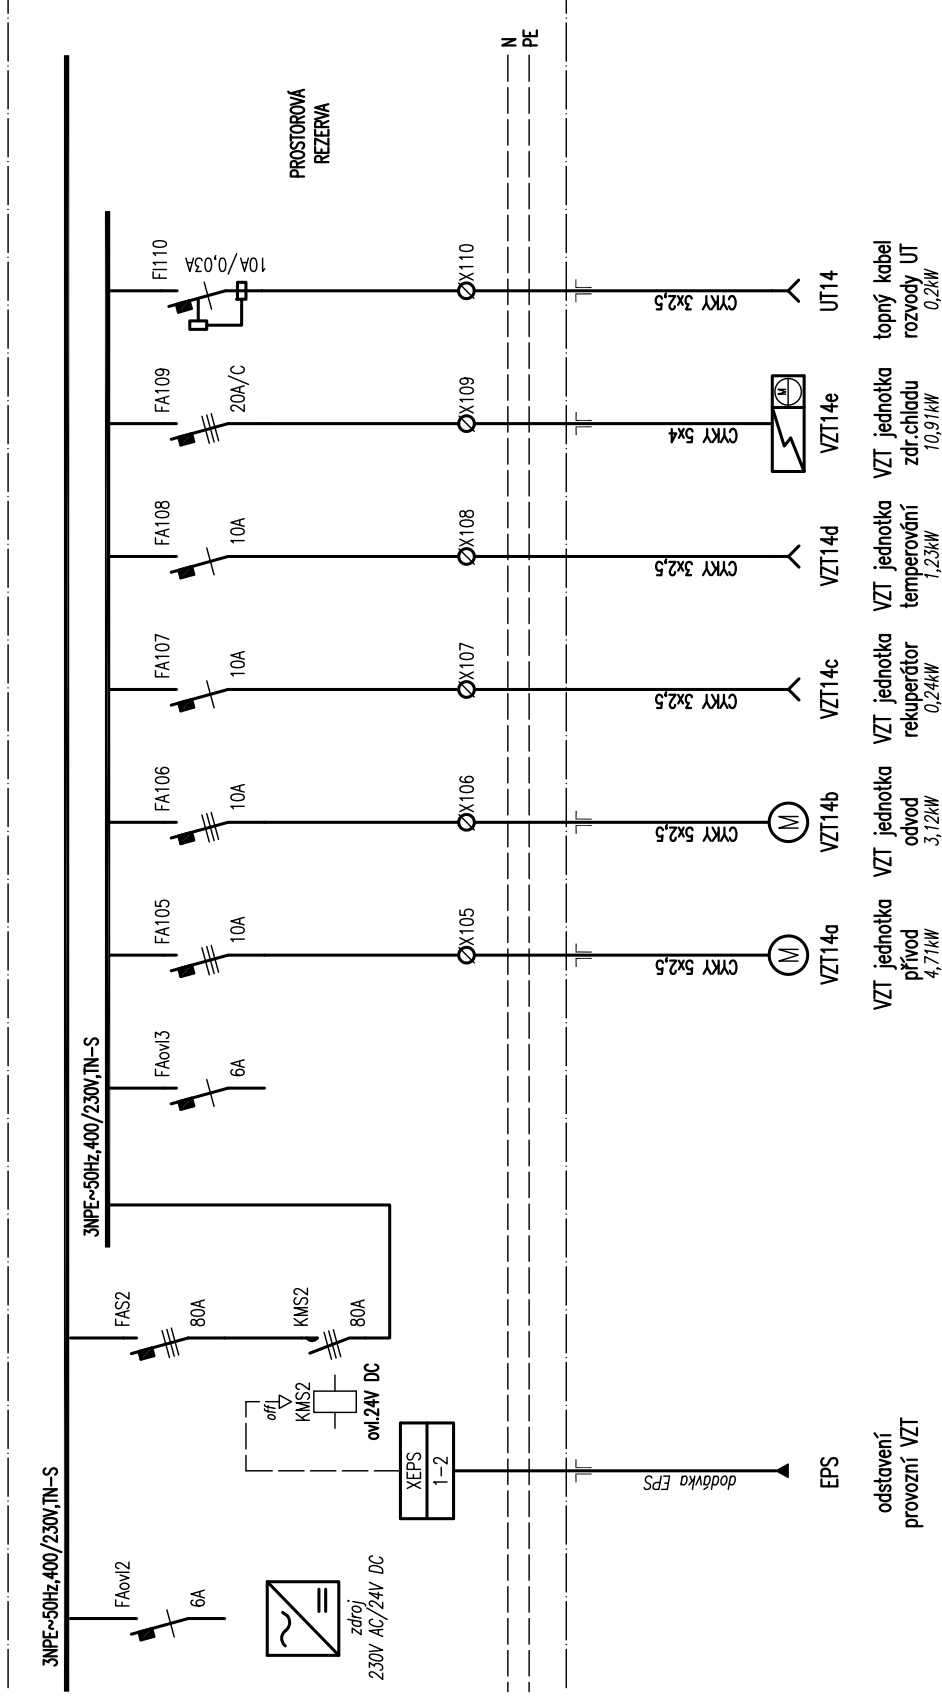 3NPE~50Hz,400/230V,TN-S
FAovl2
6A
zdroj
230V AC/24V DC
FAS2
80A
KMS2
80A
off
KMS2
ovl.24V DC
XEPS
1-2
dodávka EPS
EPS
odstavení
provozní VZT
3NPE~50Hz,400/230V,TN-S
FAovl3
6A
FA105
10A
X105
CYKY 5x2,5
M
VZT14a
VZT jednotka
přívod
4,71kW
FA106
10A
X106
CYKY 5x2,5
M
VZT14b
VZT jednotka
odvod
3,12kW
FA107
10A
X107
CYKY 3x2,5
VZT14c
VZT jednotka
rekuperátor
0,24kW
FA108
10A
X108
CYKY 3x2,5
VZT14d
VZT jednotka
temperování
1,23kW
FA109
20A/C
X109
CYKY 5x4
M
VZT14e
VZT jednotka
zdr.chladu
10,91kW
FI110
10A/0,03A
X110
CYKY 3x2,5
UT14
topný kabel
rozvody UT
0,2kW
PROSTOROVÁ
REZERVA
N
PE